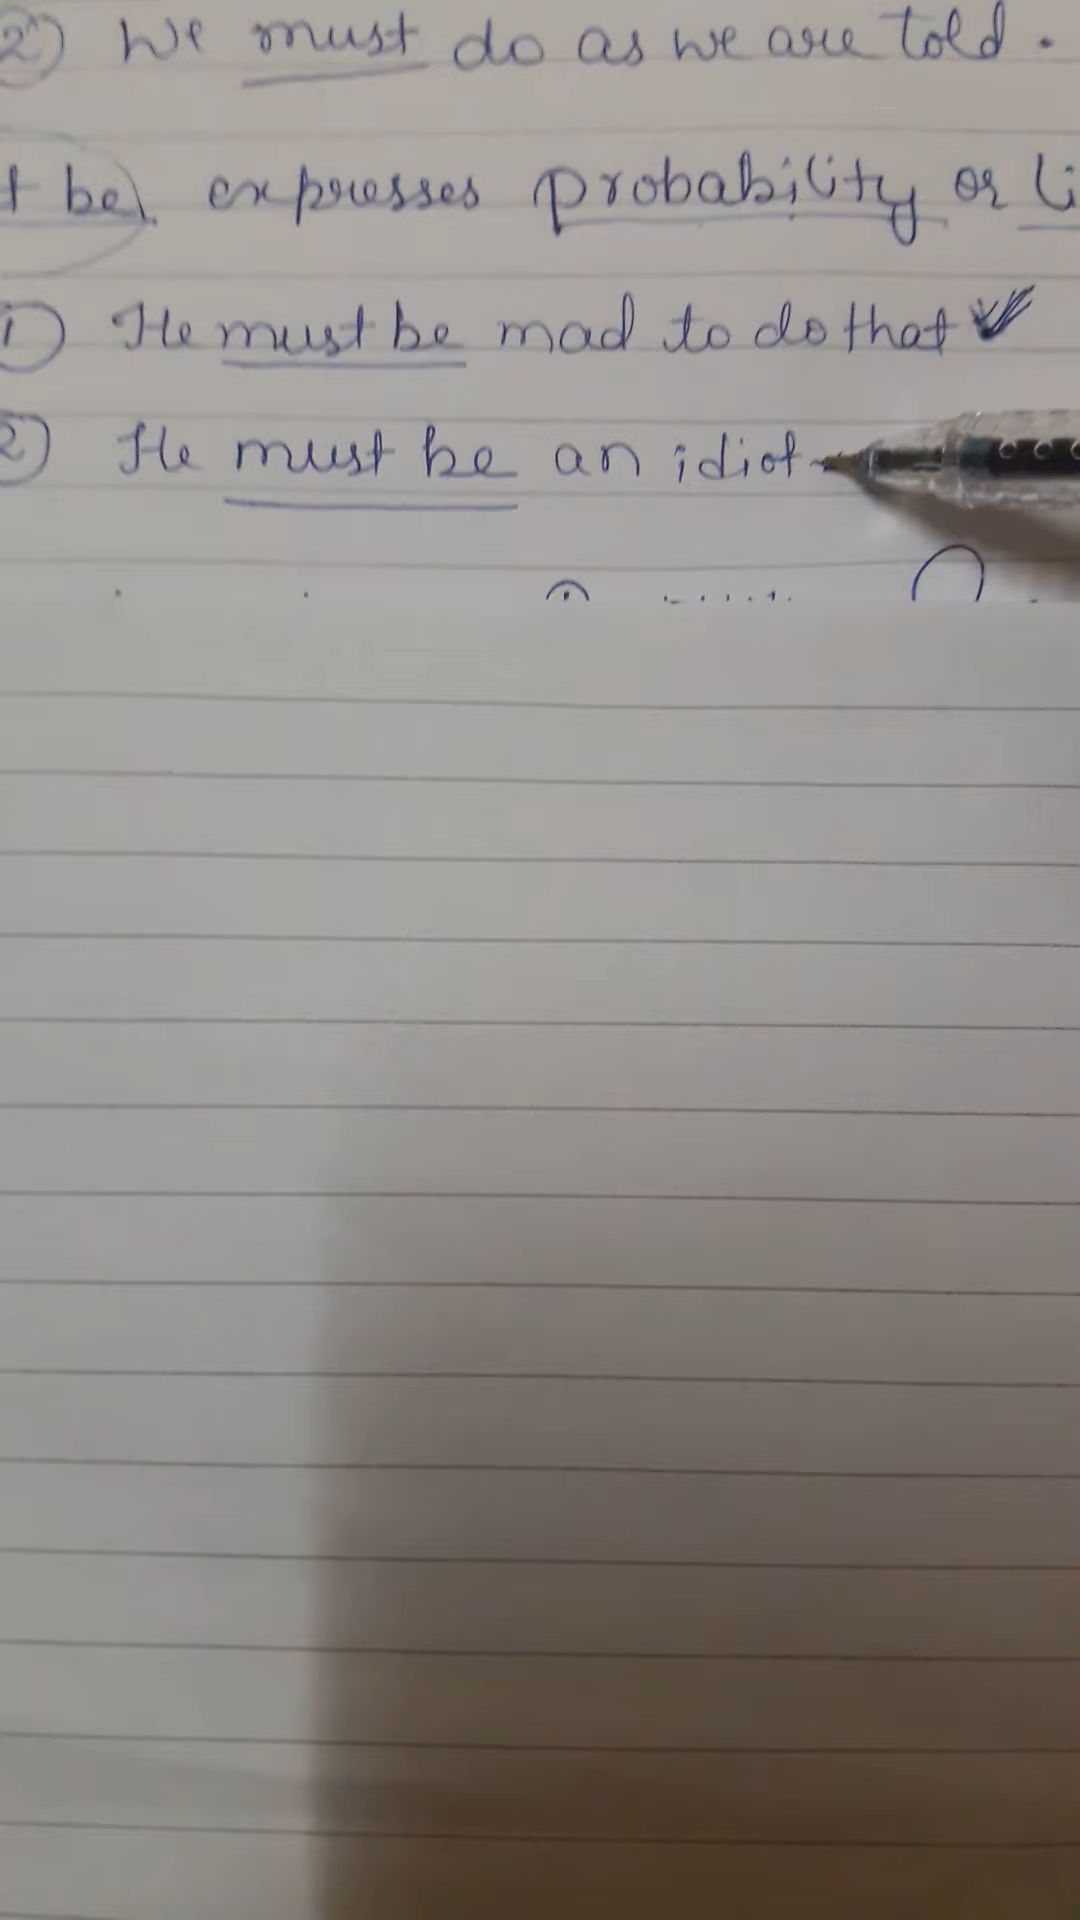 2) We must do as we are told.
be expresses probability or
1) He must be mad to do that
2) He must be an idiot